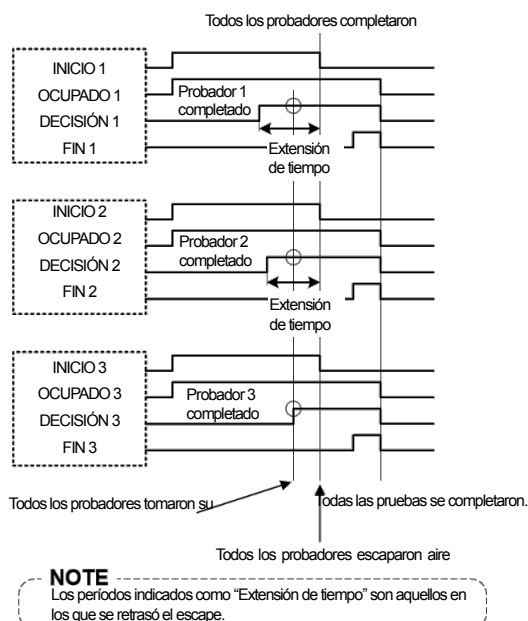 Todos los probadores completaron
INICIO 1
OCUPADO 1
Probador 1
completado
DECISIÓN 1
FIN 1
Extensión
de tiempo
INICIO 2
OCUPADO 2
Probador 2
completado
DECISIÓN 2
FIN 2
Extensión
de tiempo
INICIO 3
OCUPADO 3
Probador 3
completado
DECISIÓN 3
FIN 3
Todos los probadores tomaron su
Todas las pruebas se completaron.
Todos los probadores escaparon aire
NOTE
Los períodos indicados como “Extensión de tiempo” son aquellos en
los que se retrasó el escape.